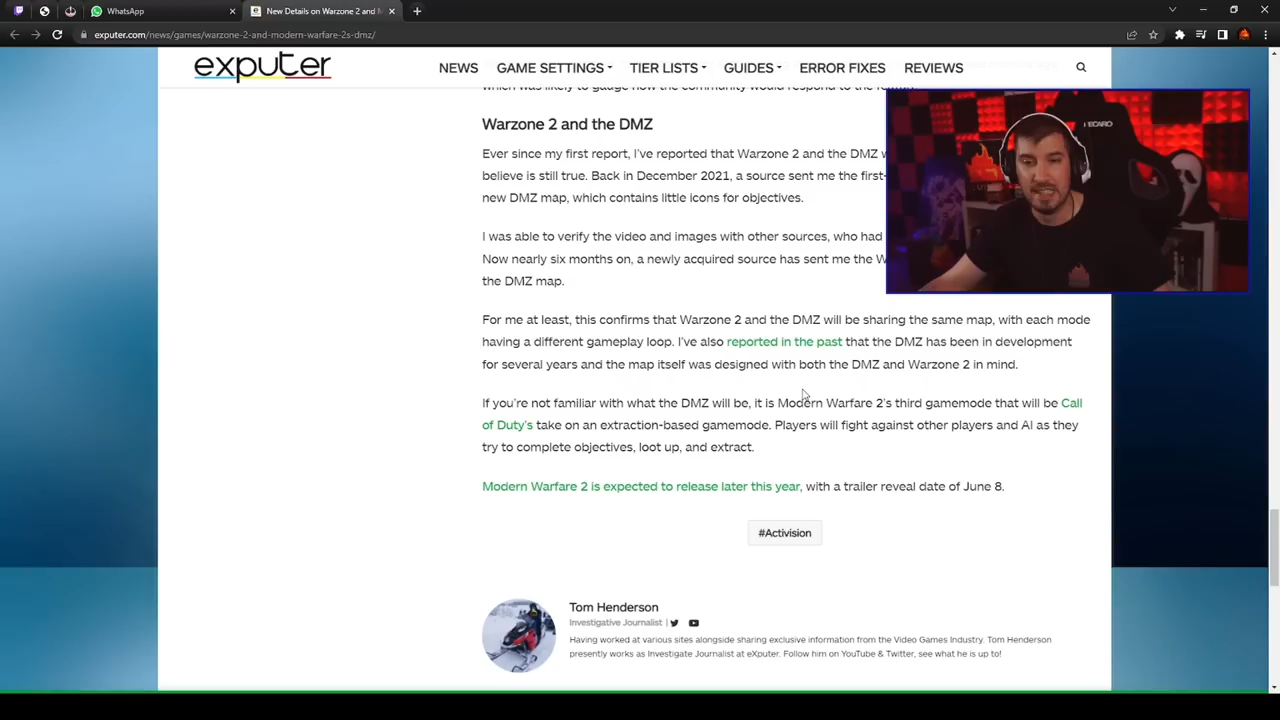 WhatsApp
New Details on Warzone 2 and M
exputer.com/news/games/warzone-2-and-modern-warfare-2s-dmz/
exputer
NEWS GAME SETTINGS TIER LISTS GUIDES ERROR FIXES REVIEWS
Warzone 2 and the DMZ
Ever since my first report, I've reported that Warzone 2 and the DMZ w
believe is still true. Back in December 2021, a source sent me the first-
new DMZ map, which contains little icons for objectives.
I was able to verify the video and images with other sources, who had
Now nearly six months on, a newly acquired source has sent me the W
the DMZ map.
For me at least, this confirms that Warzone 2 and the DMZ will be sharing the same map, with each mode
having a different gameplay loop. I've also reported in the past that the DMZ has been in development
for several years and the map itself was designed with both the DMZ and Warzone 2 in mind.
If you're not familiar with what the DMZ will be, it is Modern Warfare 2's third gamemode that will be Call
of Duty's take on an extraction-based gamemode. Players will fight against other players and AI as they
try to complete objectives, loot up, and extract.
Modern Warfare 2 is expected to release later this year, with a trailer reveal date of June 8.
#Activision
Tom Henderson
Investigative Journalist |
Having worked at various sites alongside sharing exclusive information from the Video Games Industry. Tom Henderson
presently works as Investigate Journalist at eXputer. Follow him on YouTube & Twitter, see what he is up to!